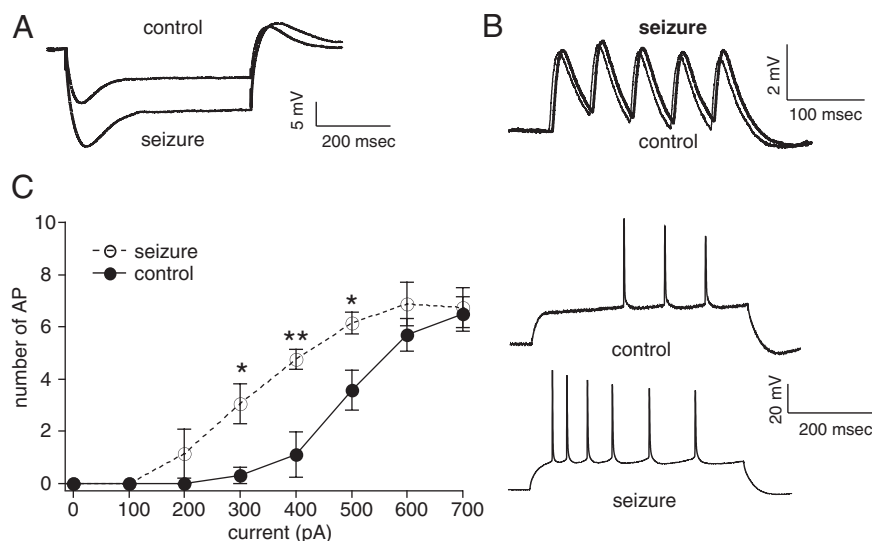 A
control
seizure
5 mV
200 msec
B
seizure
control
2 mV
100 msec
C
10
8
6
4
2
0
number of AP
seizure
control
*
**
*
0 100 200 300 400 500 600 700
current (pA)
control
20 mV
200 msec
seizure